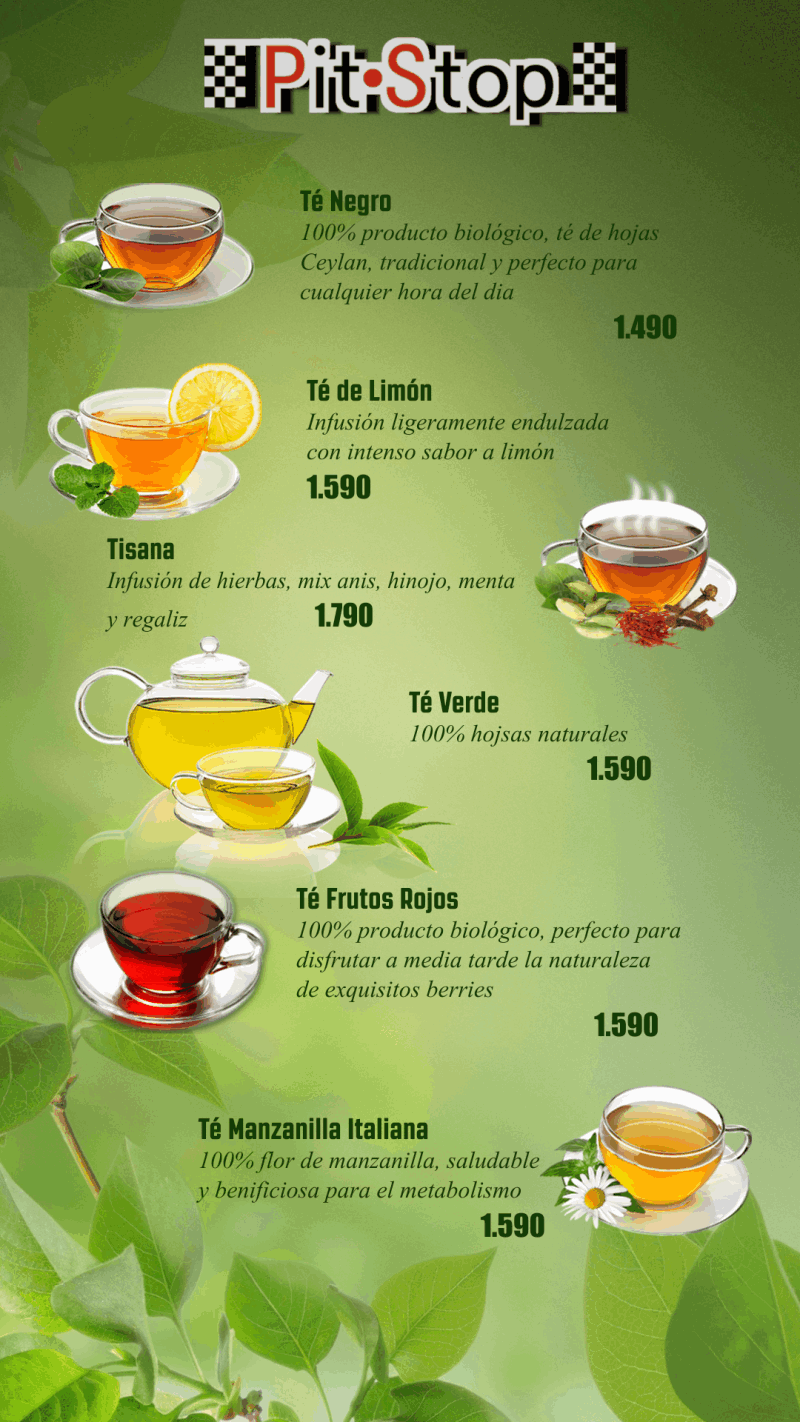 Pit•Stop
Té Negro
100% producto biológico, té de hojas
Ceylan, tradicional y perfecto para
cualquier hora del dia
1.490
Té de Limón
Infusión ligeramente endulzada
con intenso sabor a limón
1.590
Tisana
Infusión de hierbas, mix anis, hinojo, menta
y regaliz 1.790
Té Verde
100% hojsas naturales
1.590
Té Frutos Rojos
100% producto biológico, perfecto para
disfrutar a media tarde la naturaleza
de exquisitos berries
1.590
Té Manzanilla Italiana
100% flor de manzanilla, saludable
y benificiosa para el metabolismo
1.590